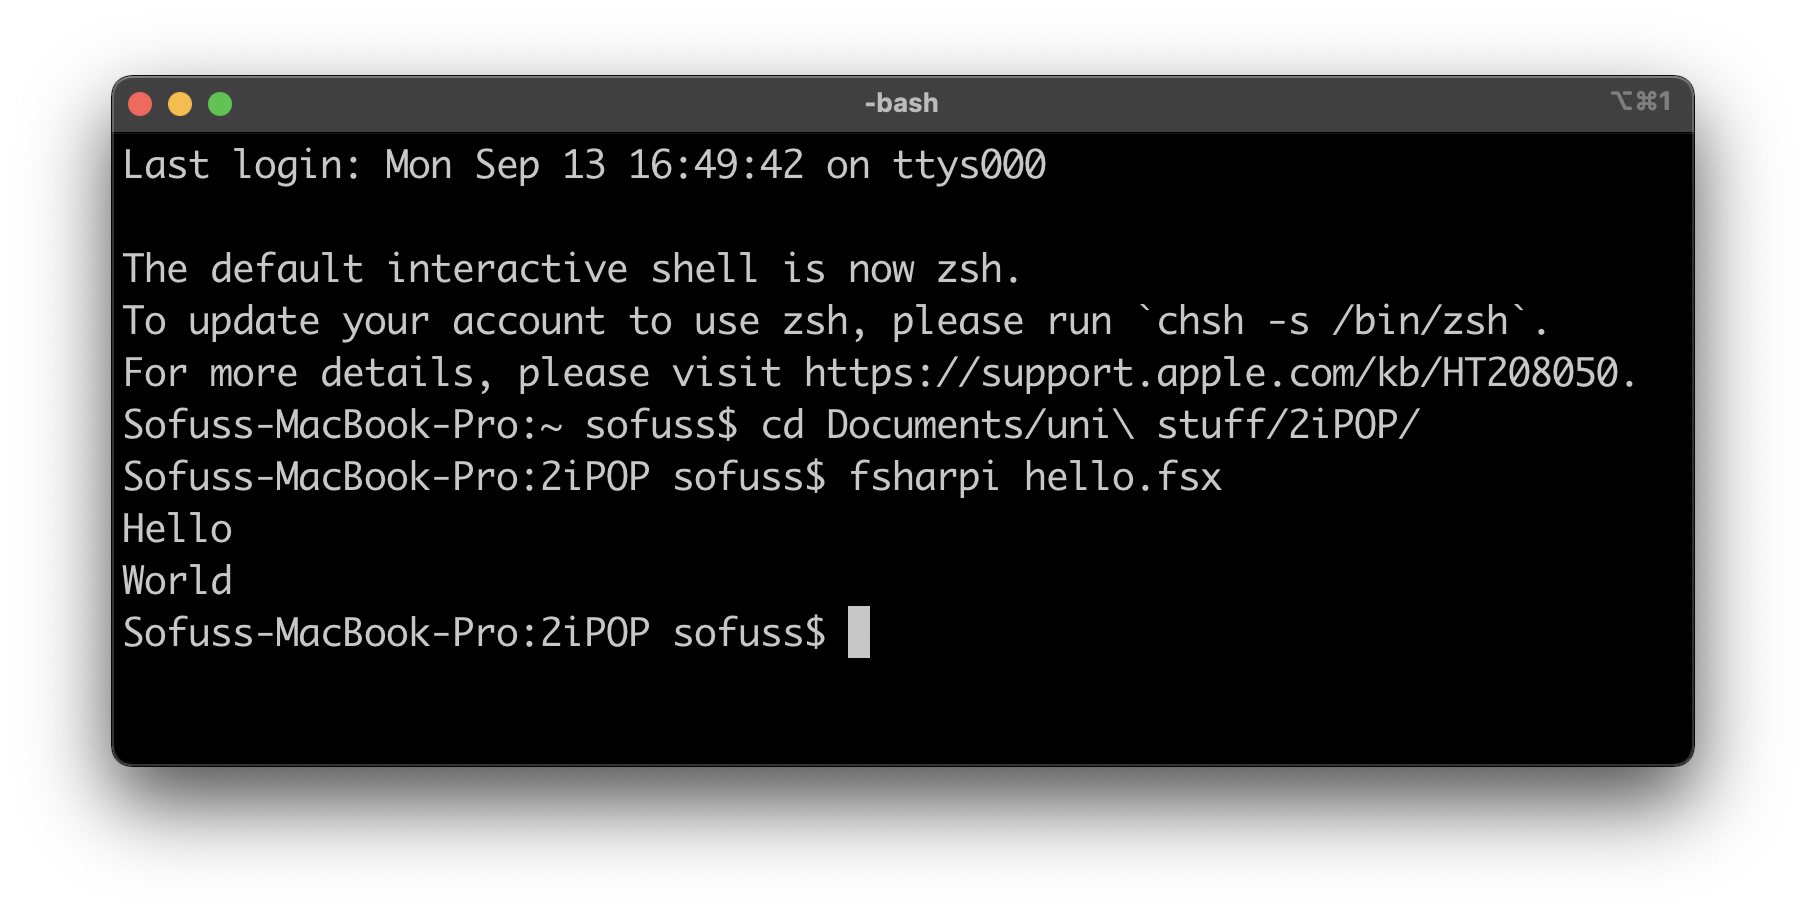 -bash
⌥⌘1
Last login: Mon Sep 13 16:49:42 on ttys000
The default interactive shell is now zsh.
To update your account to use zsh, please run `chsh -s /bin/zsh`.
For more details, please visit https://support.apple.com/kb/HT208050.
Sofuss-MacBook-Pro:~ sofuss$ cd Documents/uni\ stuff/2iPOP/
Sofuss-MacBook-Pro:2iPOP sofuss$ fsharpi hello.fsx
Hello
World
Sofuss-MacBook-Pro:2iPOP sofuss$